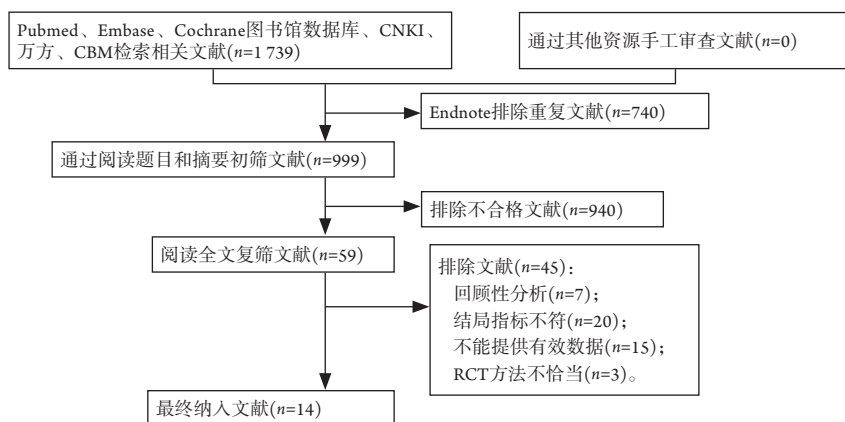 Pubmed、Embase、Cochrane图书馆数据库、CNKI、
万方、CBM检索相关文献(n=1 739)
通过其他资源手工审查文献(n=0)
Endnote排除重复文献(n=740)
通过阅读题目和摘要初筛文献(n=999)
排除不合格文献(n=940)
阅读全文复筛文献(n=59)
排除文献(n=45)：
回顾性分析(n=7)；
结局指标不符(n=20)；
不能提供有效数据(n=15)；
RCT方法不恰当(n=3)。
最终纳入文献(n=14)